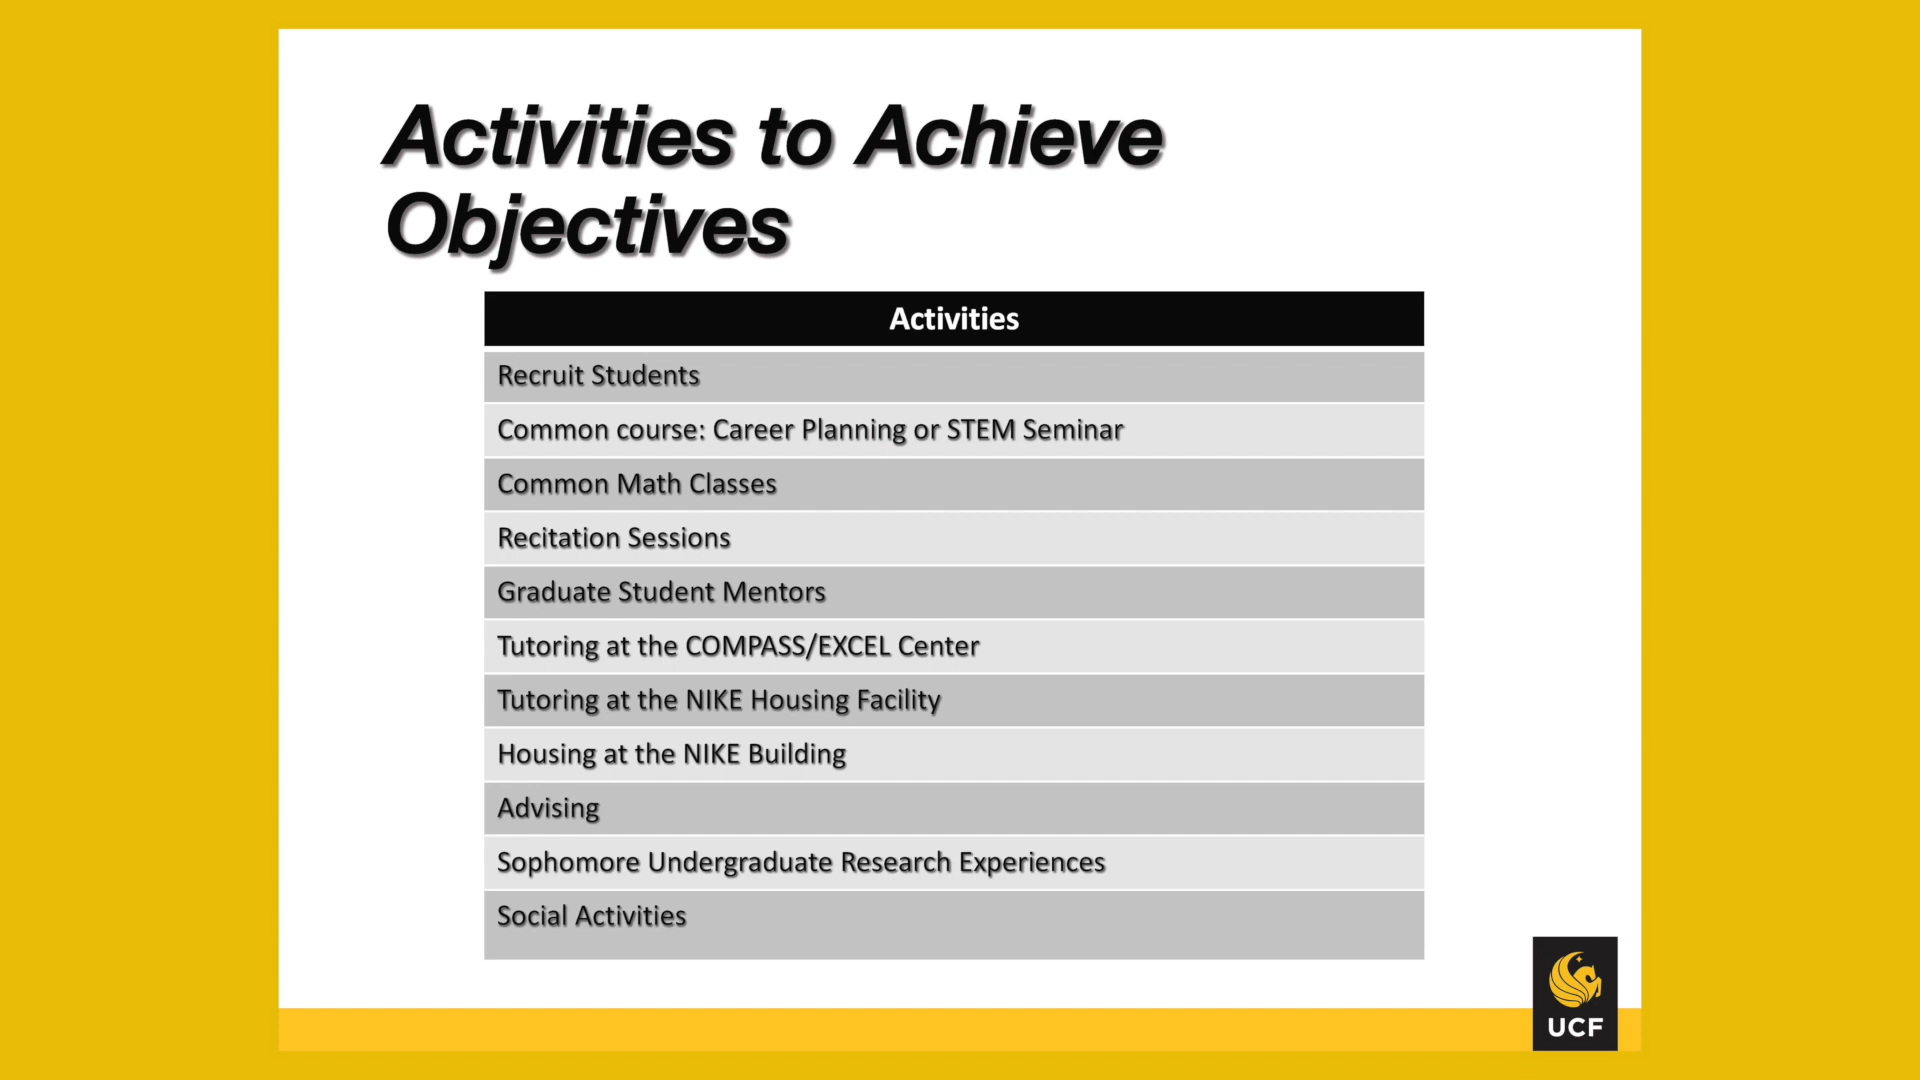 Activities to Achieve
Objectives
Activities
Recruit Students
Common course: Career Planning or STEM Seminar
Common Math Classes
Recitation Sessions
Graduate Student Mentors
Tutoring at the COMPASS/EXCEL Center
Tutoring at the NIKE Housing Facility
Housing at the NIKE Building
Advising
Sophomore Undergraduate Research Experiences
Social Activities
UCF